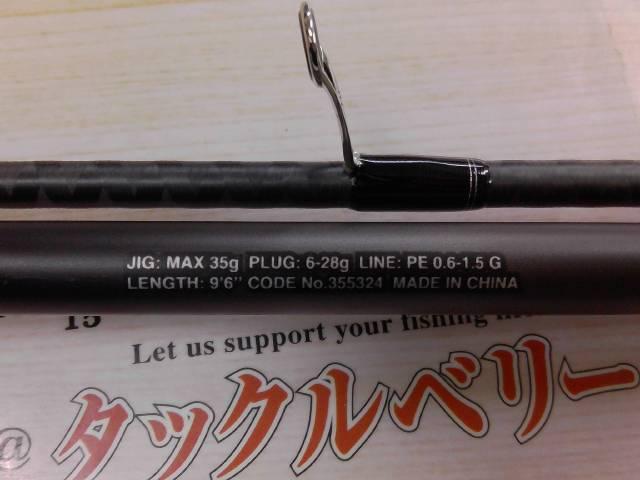 JIG: MAX 35g PLUG: 6-28g LINE: PE 0.6-1.5 G
LENGTH: 9'6'' CODE No.355324 MADE IN CHINA
15
Let us support your fishing
@タックルベリー